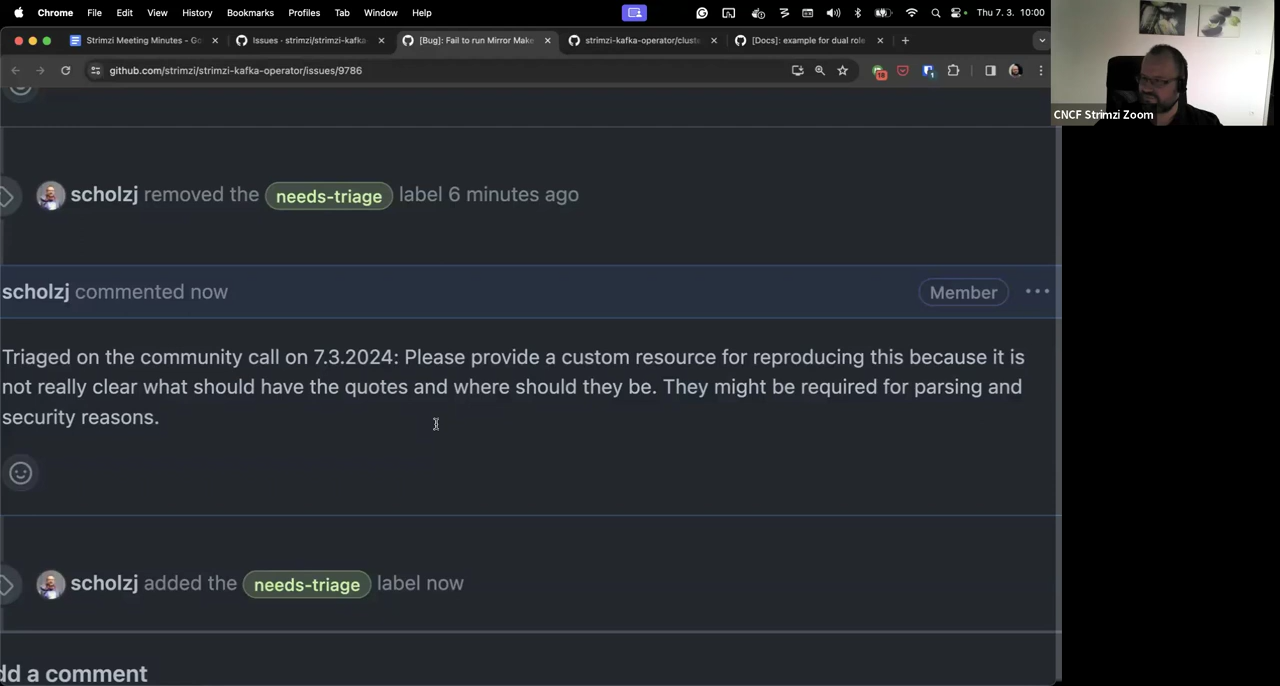 Chrome File Edit View History Bookmarks Profiles Tab Window Help Thu 7. 3. 10:00
Strimzi Meeting Minutes - Go
Issues · strimzi/strimzi-kafka-
[Bug]: Fail to run Mirror Make
strimzi-kafka-operator/cluste
[Docs]: example for dual role
github.com/strimzi/strimzi-kafka-operator/issues/9786
18
CNCF Strimzi Zoom
scholzj removed the needs-triage label 6 minutes ago
scholzj commented now
Member
Triaged on the community call on 7.3.2024: Please provide a custom resource for reproducing this because it is
not really clear what should have the quotes and where should they be. They might be required for parsing and
security reasons.
scholzj added the needs-triage label now
dd a comment